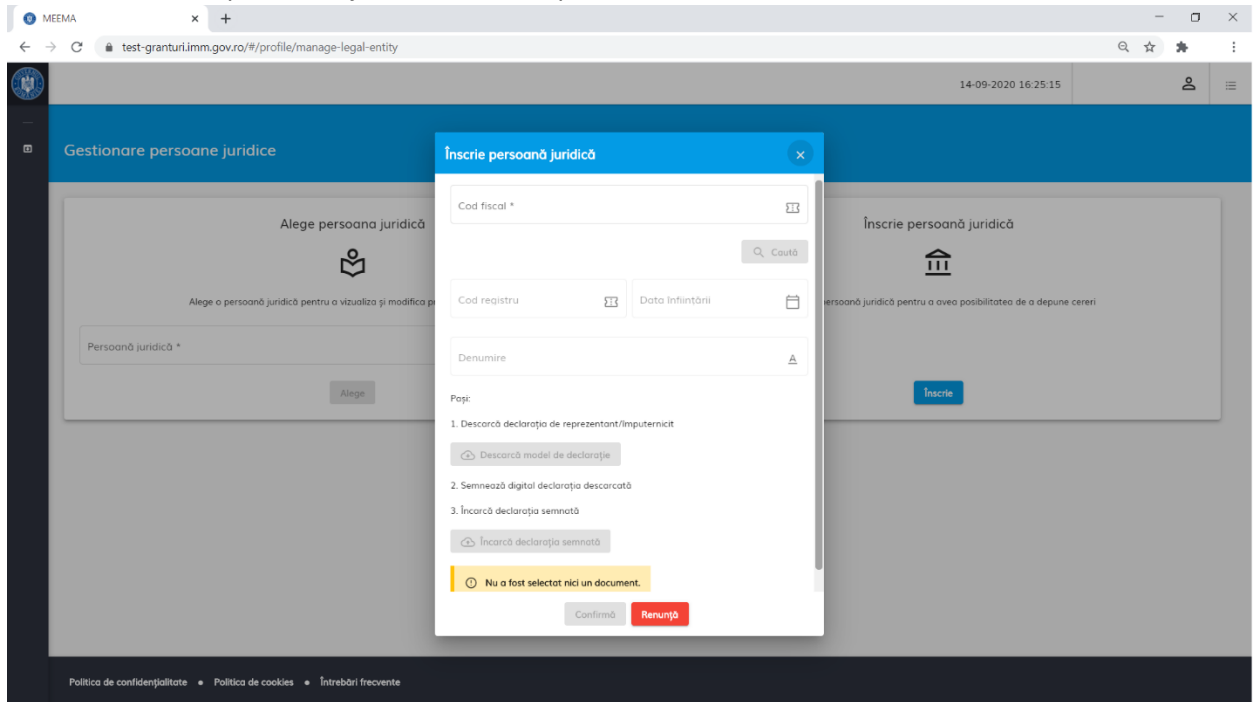 MEEMA
test-granturi.imm.gov.ro/#/profile/manage-legal-entity
14-09-2020 16:25:15
Gestionare persoane juridice
Alege persoana juridică
Alege o persoană juridică pentru a vizualiza și modifica
Persoană juridică *
Alege
Înscrie persoană juridică
Cod fiscal *
Caută
Cod registru
Data înființării
Denumire
A
Pași:
1. Descarcă declarația de reprezentant/împuternicit
Descarcă model de declarație
2. Semnează digital declarația descarcată
3. Încarcă declarația semnată
Încarcă declarația semnată
Nu a fost selectat nici un document.
Confirmă
Renunță
Înscrie persoană juridică
juridică pentru a avea posibilitatea de a depune cereri
Înscrie
Politica de confidențialitate • Politica de cookies • Întrebări frecvente